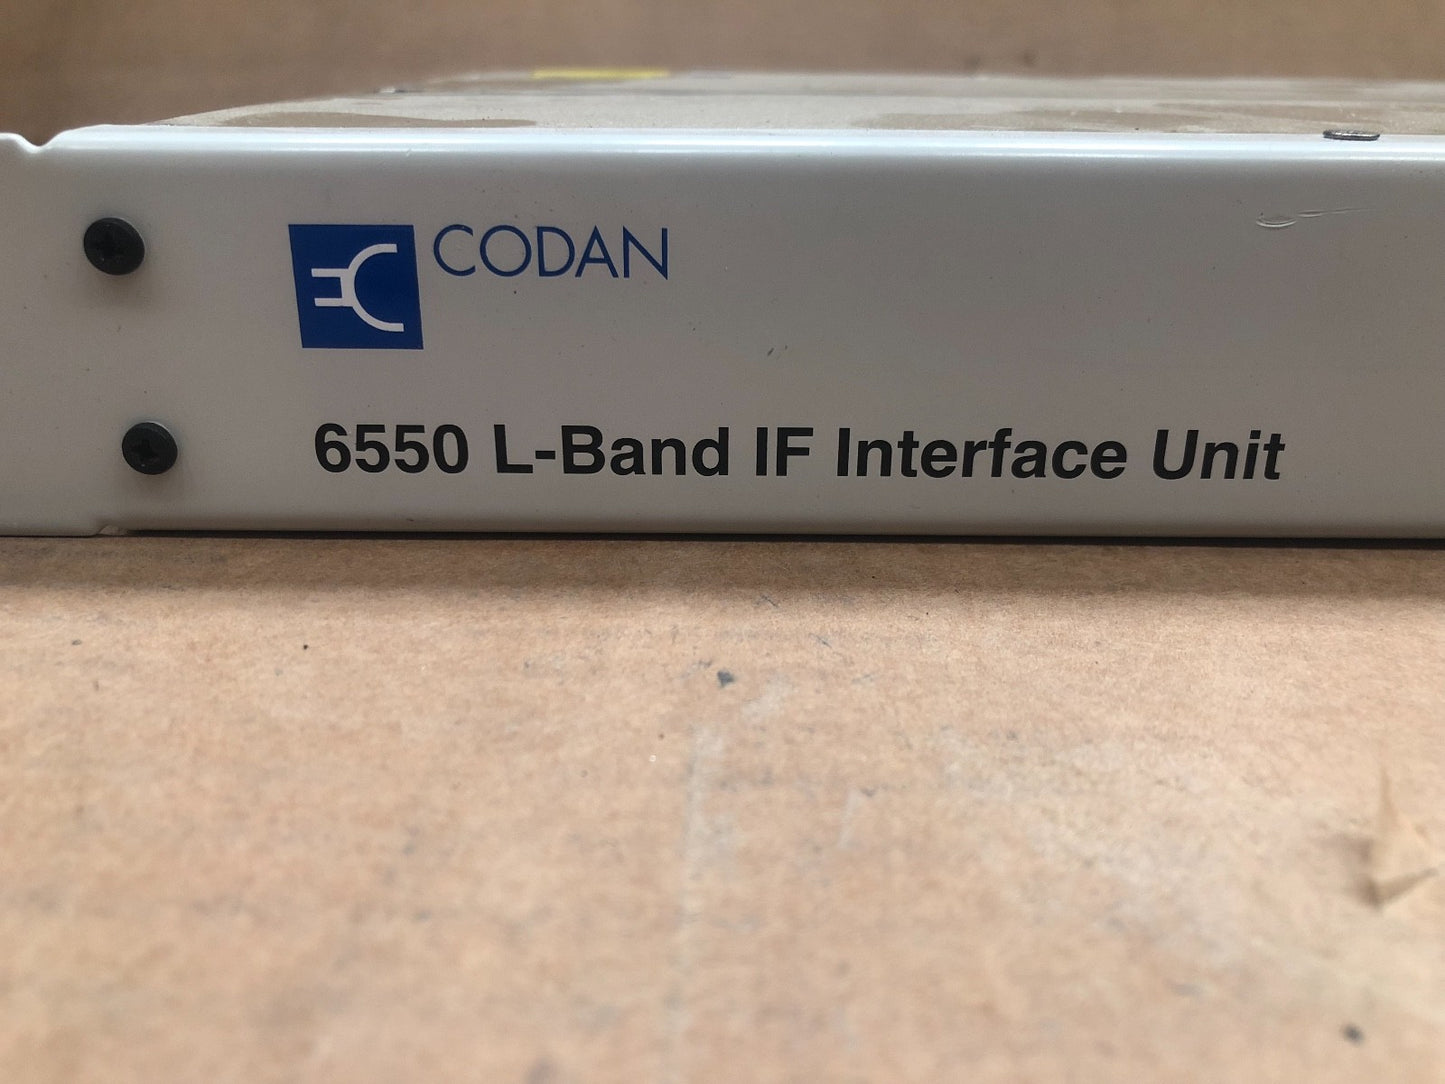 CODAN
6550 L-Band IF Interface Unit